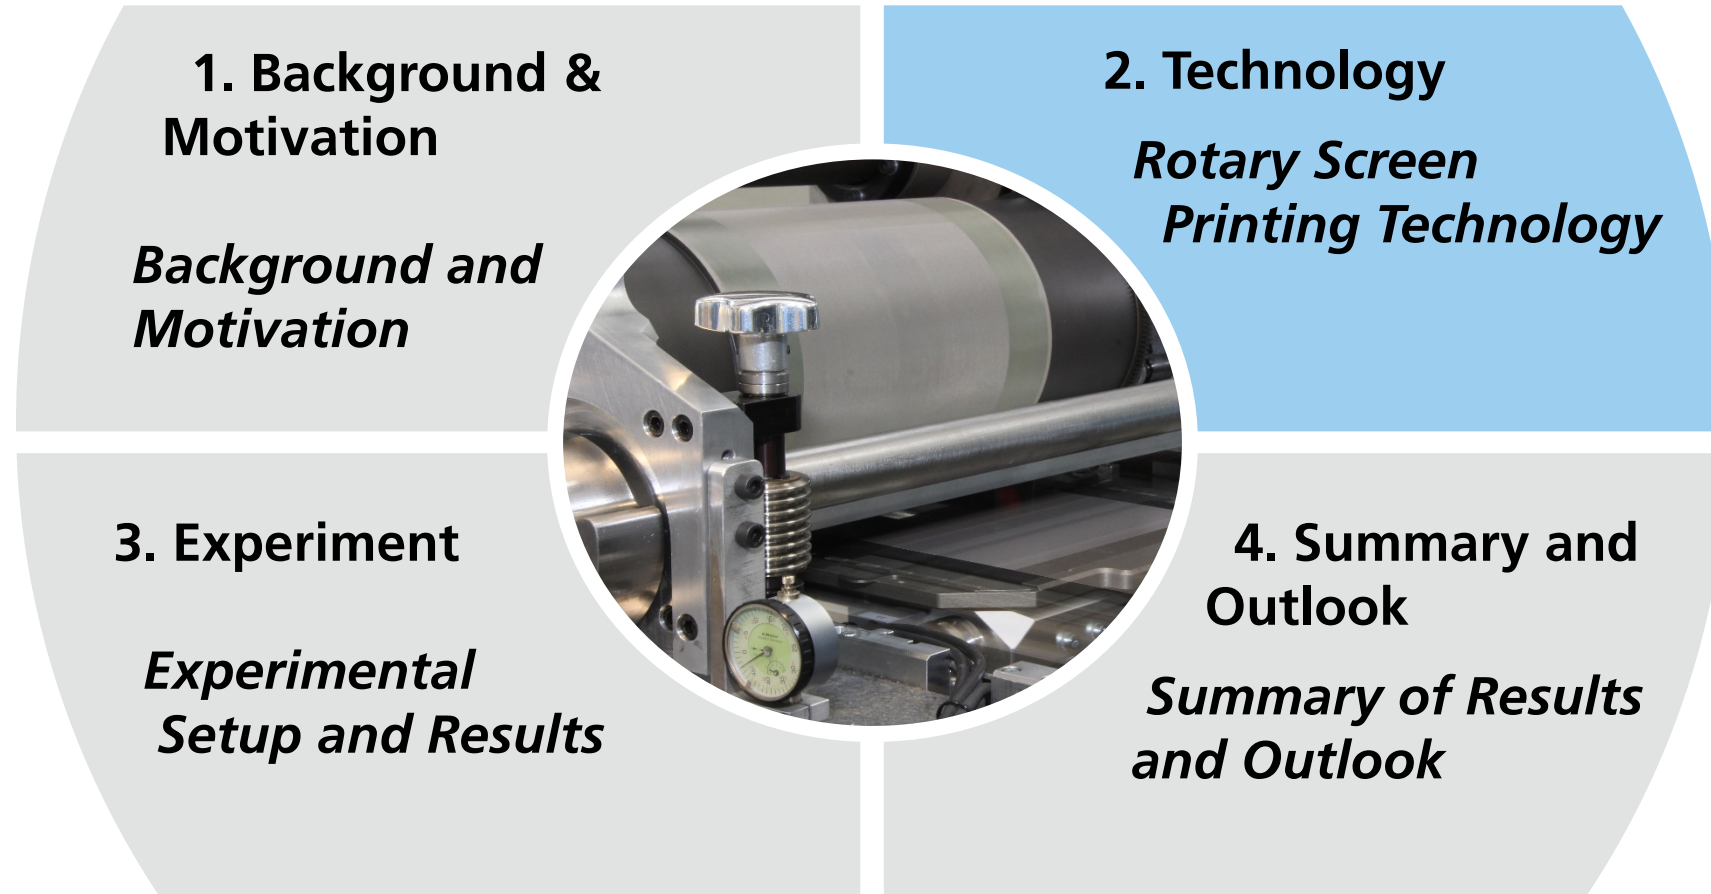 1. Background &
Motivation
Background and
Motivation
2. Technology
Rotary Screen
Printing Technology
3. Experiment
Experimental
Setup and Results
4. Summary and
Outlook
Summary of Results
and Outlook